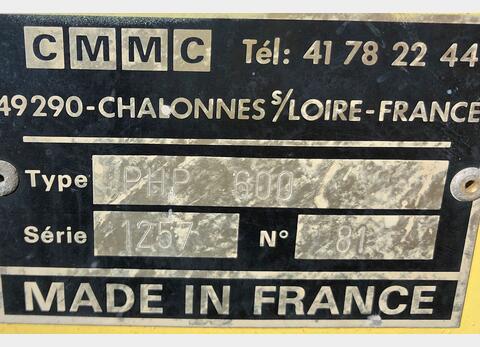 CMMC Tél: 41 78 22 44
49290-CHALONNES S/LOIRE-FRANCE
Type PHP 600
Série 1257 N° 81
MADE IN FRANCE